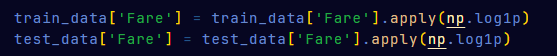 train_data['Fare'] = train_data['Fare'].apply(np.log1p)
test_data['Fare'] = test_data['Fare'].apply(np.log1p)